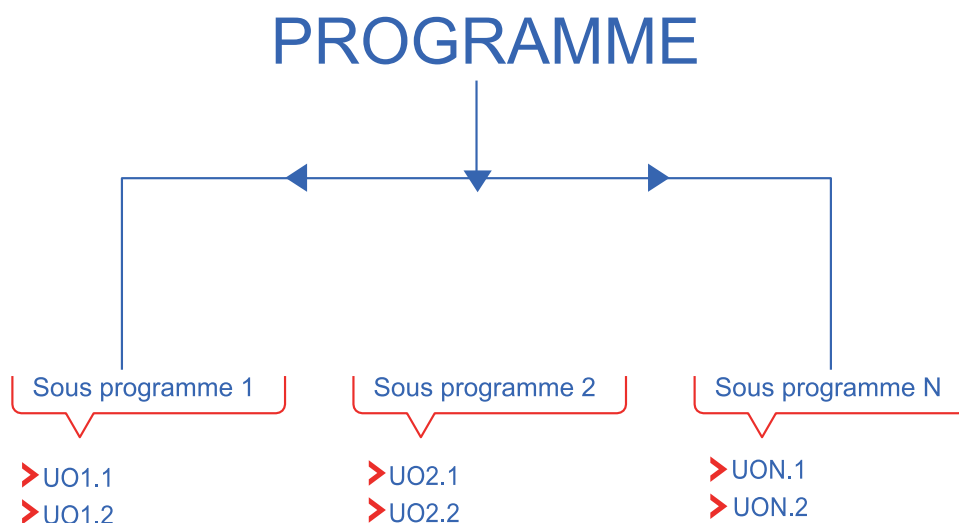 PROGRAMME
Sous programme 1
Sous programme 2
Sous programme N
UO1.1
UO1.2
UO2.1
UO2.2
UON.1
UON.2